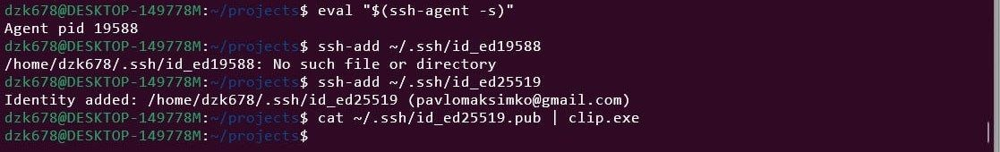 dzk678@DESKTOP-149778M:~/projects$ eval "$(ssh-agent -s)"
Agent pid 19588
dzk678@DESKTOP-149778M:~/projects$ ssh-add ~/.ssh/id_ed19588
/home/dzk678/.ssh/id_ed19588: No such file or directory
dzk678@DESKTOP-149778M:~/projects$ ssh-add ~/.ssh/id_ed25519
Identity added: /home/dzk678/.ssh/id_ed25519 (pavlomaksimko@gmail.com)
dzk678@DESKTOP-149778M:~/projects$ cat ~/.ssh/id_ed25519.pub | clip.exe
dzk678@DESKTOP-149778M:~/projects$